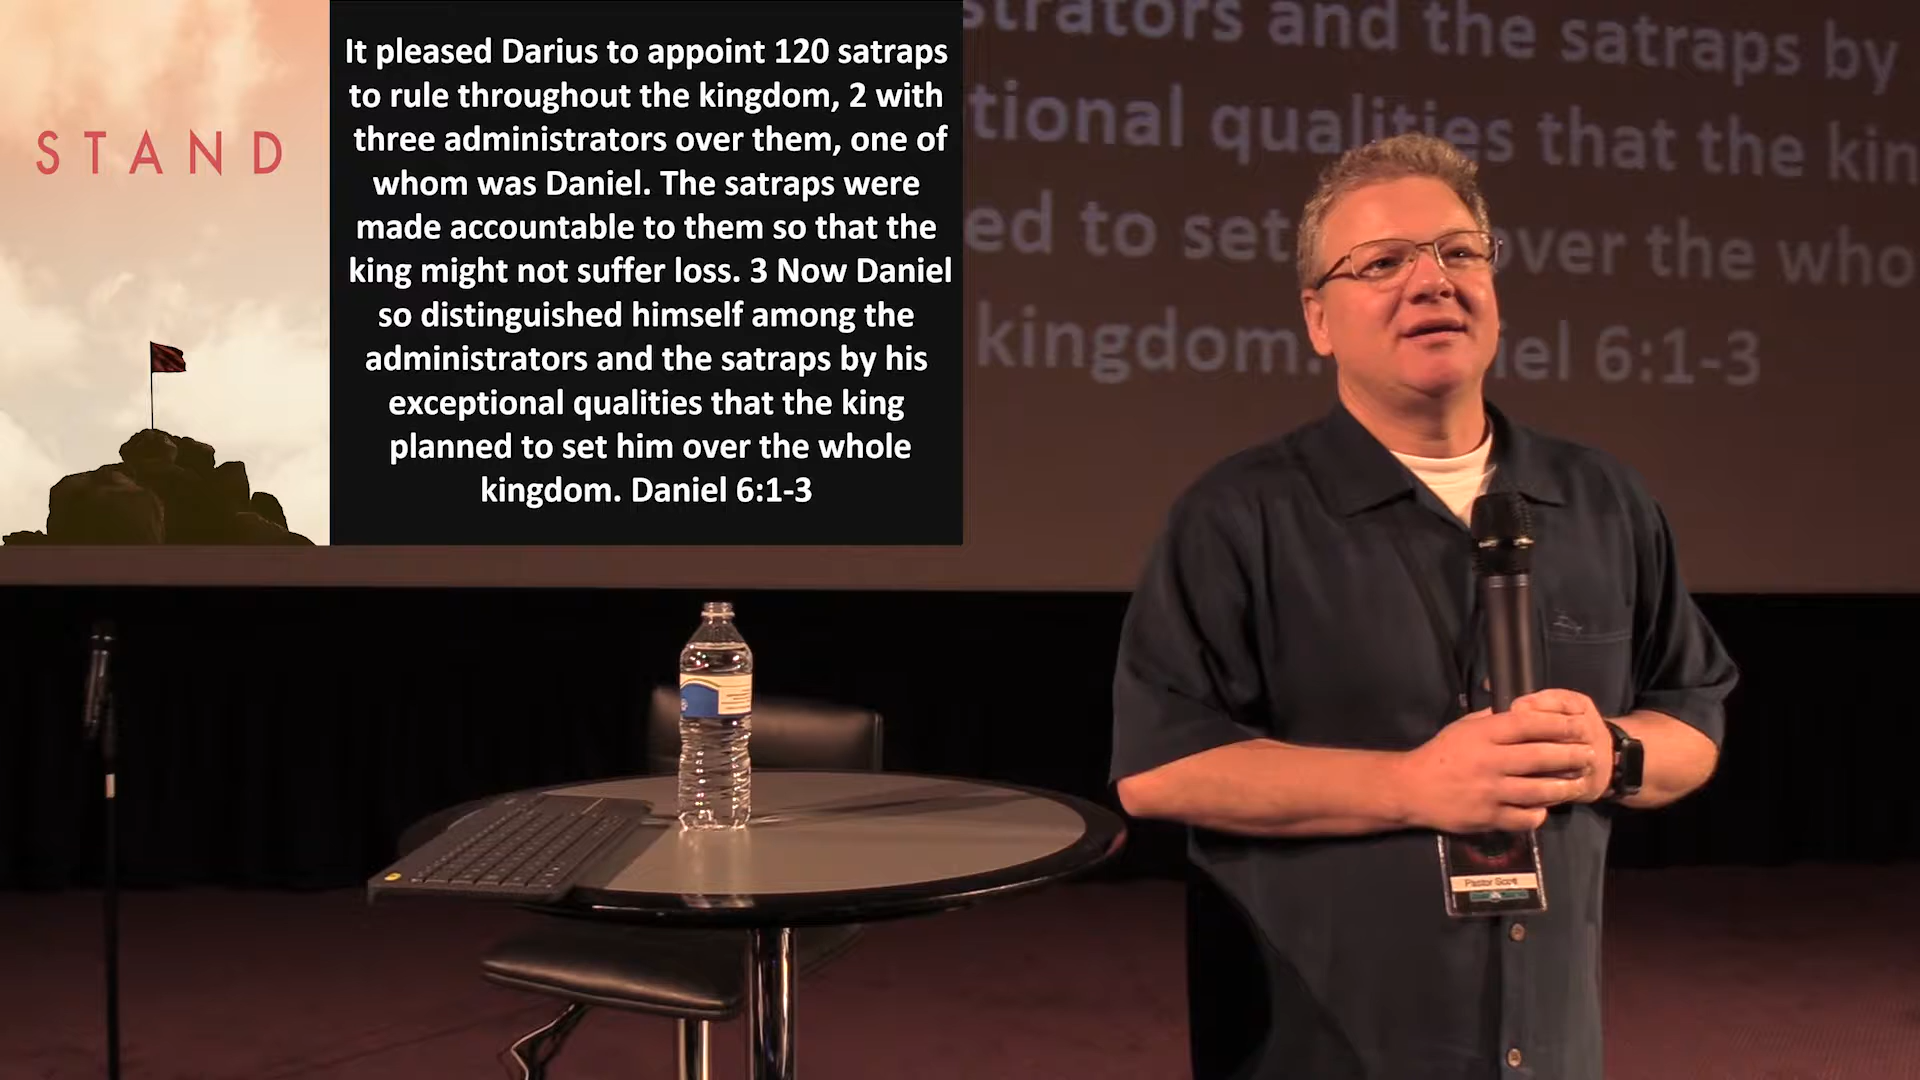 STAND
It pleased Darius to appoint 120 satraps
to rule throughout the kingdom, 2 with
three administrators over them, one of
whom was Daniel. The satraps were
made accountable to them so that the
king might not suffer loss. 3 Now Daniel
so distinguished himself among the
administrators and the satraps by his
exceptional qualities that the king
planned to set him over the whole
kingdom. Daniel 6:1-3
strators and the satraps by
tional qualities that the kin
ed to set over the who
kingdom. iel 6:1-3
Pastor Scott